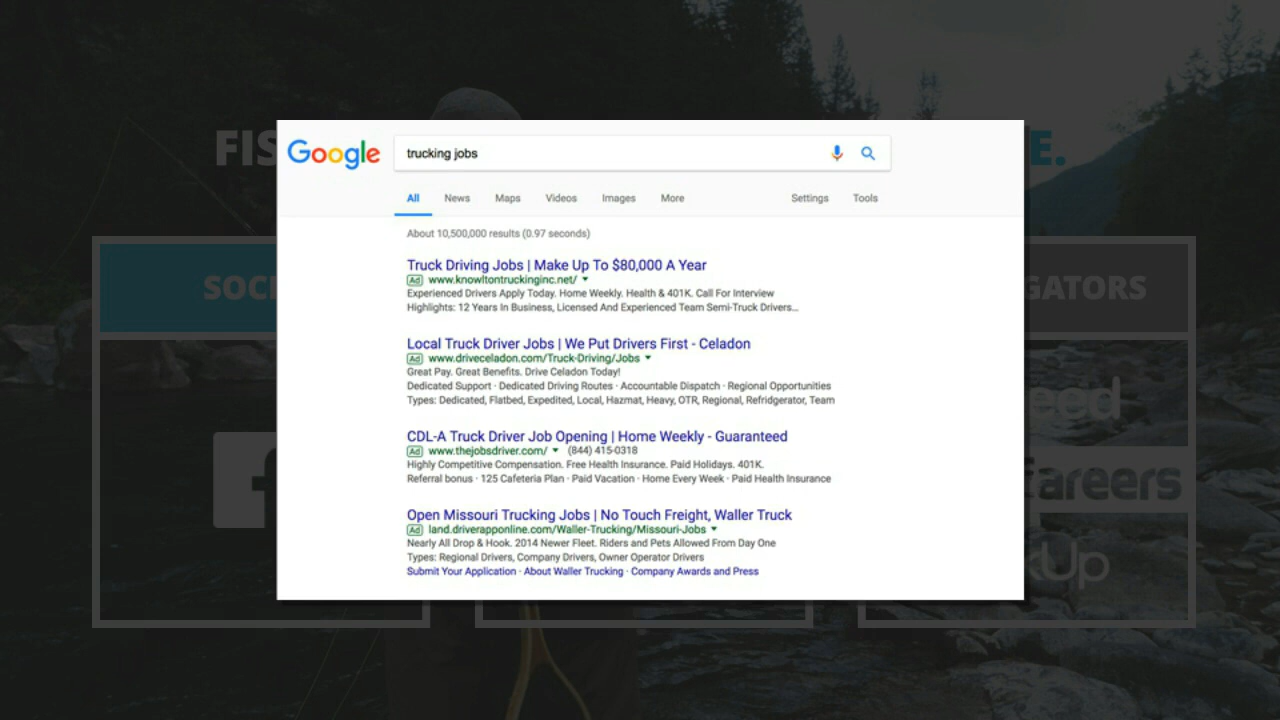 FIS
E.
Google
trucking jobs
All News Maps Videos Images More Settings Tools
About 10,500,000 results (0.97 seconds)
Truck Driving Jobs | Make Up To $80,000 A Year
Ad www.knowltontruckinginc.net/
Experienced Drivers Apply Today. Home Weekly. Health & 401K. Call For Interview
Highlights: 12 Years In Business, Licensed And Experienced Team Semi-Truck Drivers...
Local Truck Driver Jobs | We Put Drivers First - Celadon
Ad www.driveceladon.com/Truck-Driving/Jobs
Great Pay. Great Benefits. Drive Celadon Today!
Dedicated Support · Dedicated Driving Routes · Accountable Dispatch · Regional Opportunities
Types: Dedicated, Flatbed, Expedited, Local, Hazmat, Heavy, OTR, Regional, Refridgerator, Team
CDL-A Truck Driver Job Opening | Home Weekly - Guaranteed
Ad www.thejobsdriver.com/ (844) 415-0318
Highly Competitive Compensation. Free Health Insurance. Paid Holidays. 401K.
Referral bonus · 125 Cafeteria Plan · Paid Vacation · Home Every Week · Paid Health Insurance
Open Missouri Trucking Jobs | No Touch Freight, Waller Truck
Ad land.driverapponline.com/Waller-Trucking/Missouri-Jobs
Nearly All Drop & Hook. 2014 Newer Fleet. Riders and Pets Allowed From Day One
Types: Regional Drivers, Company Drivers, Owner Operator Drivers
Submit Your Application · About Waller Trucking · Company Awards and Press
SOCI
GATORS
eed
areers
Up